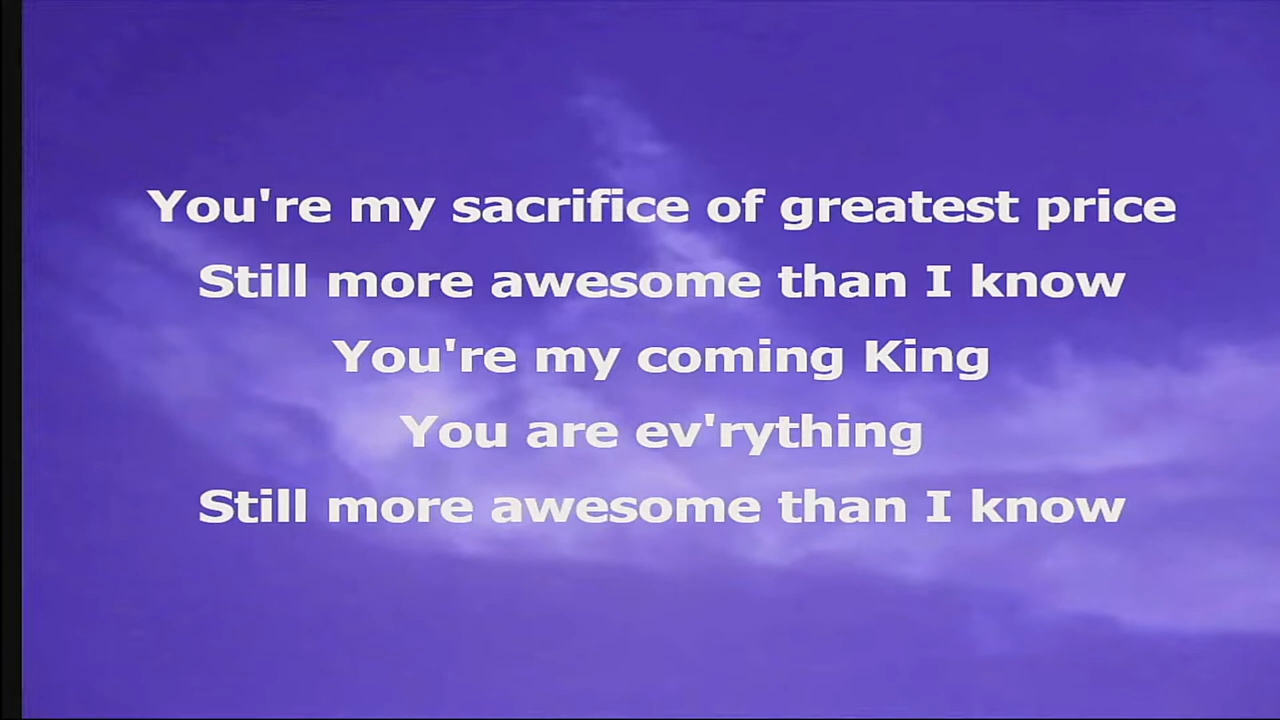 You're my sacrifice of greatest price
Still more awesome than I know
You're my coming King
You are ev'rything
Still more awesome than I know